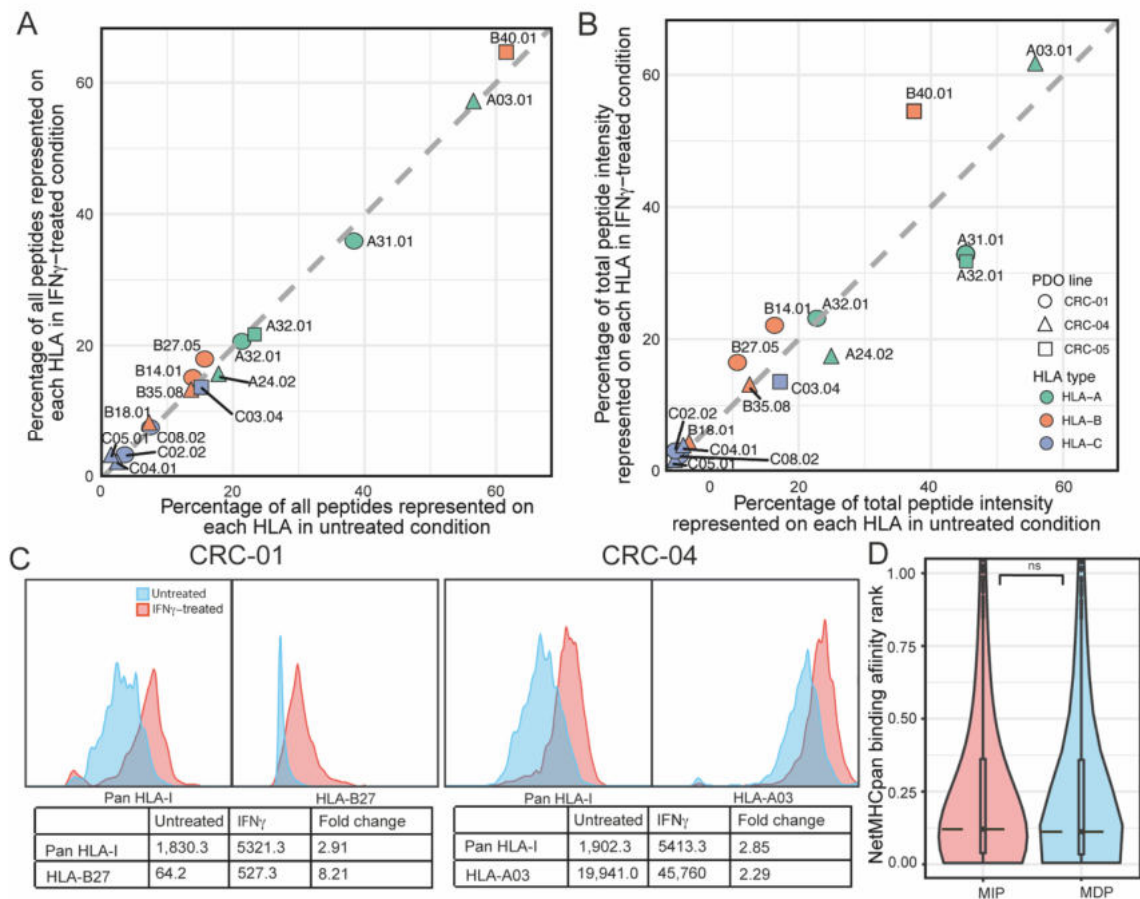 A
Percentage of all peptides represented on
each HLA in IFNγ-treated condition
60
40
20
0
B40.01
A03.01
A31.01
A32.01
B27.05
A32.01
B14.01
A24.02
B35.08
C03.04
B18.01
C05.01
C08.02
C02.02
C04.01
0
20
40
60
Percentage of all peptides represented on
each HLA in untreated condition
B
Percentage of total peptide intensity
represented on each HLA in IFNγ-treated condition
60
40
20
0
A03.01
B40.01
A31.01
A32.01
B14.01
A32.01
B27.05
A24.02
C03.04
B35.08
C02.02
B18.01
C04.01
C08.02
C05.01
PDO line
CRC-01
CRC-04
CRC-05
HLA type
HLA-A
HLA-B
HLA-C
0
20
40
60
Percentage of total peptide intensity
represented on each HLA in untreated condition
C
CRC-01
Untreated
IFNγ-treated
Pan HLA-I
HLA-B27
Untreated IFNγ Fold change
Pan HLA-I 1,830.3 5321.3 2.91
HLA-B27 64.2 527.3 8.21
CRC-04
Pan HLA-I
HLA-A03
Untreated IFNγ Fold change
Pan HLA-I 1,902.3 5413.3 2.85
HLA-A03 19,941.0 45,760 2.29
D
NetMHCpan binding afiinity rank
1.00
0.75
0.50
0.25
0.00
ns
MIP
MDP